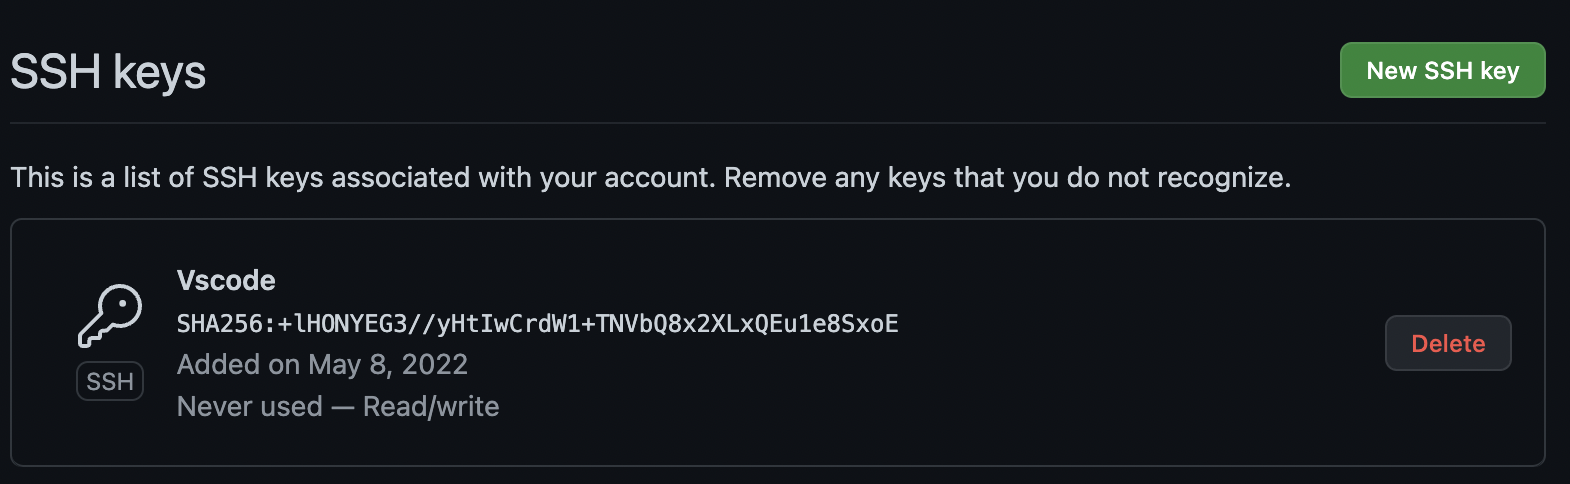 SSH keys
New SSH key
This is a list of SSH keys associated with your account. Remove any keys that you do not recognize.
Vscode
SHA256:+lHONYEG3//yHtIwCrdW1+TNVbQ8x2XLxQEu1e8SxoE
Added on May 8, 2022
Never used — Read/write
SSH
Delete